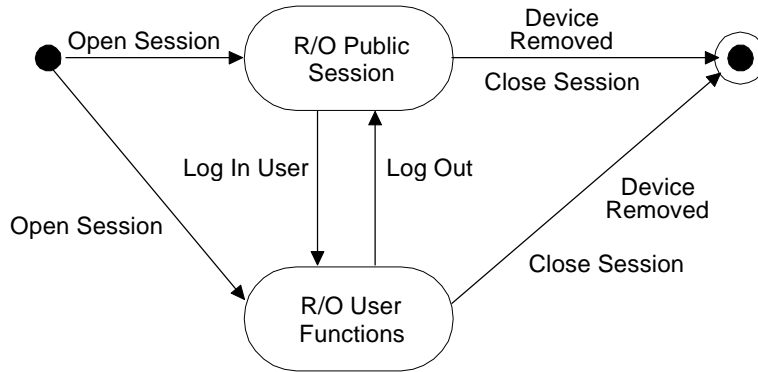 Open Session
R/O Public
Session
Device
Removed
Close Session
Log In User
Log Out
Open Session
Device
Removed
Close Session
R/O User
Functions